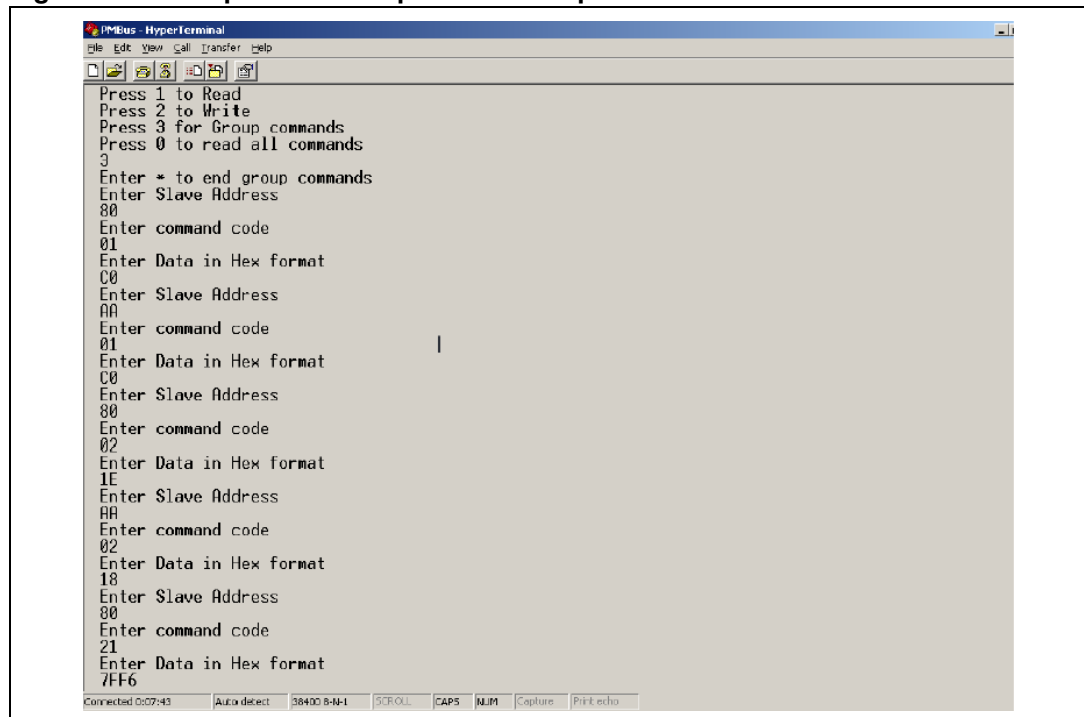 PMBus - HyperTerminal
File Edit View Call Transfer Help
Press 1 to Read
Press 2 to Write
Press 3 for Group commands
Press 0 to read all commands
3
Enter * to end group commands
Enter Slave Address
80
Enter command code
01
Enter Data in Hex format
C0
Enter Slave Address
AA
Enter command code
01
Enter Data in Hex format
C0
Enter Slave Address
80
Enter command code
02
Enter Data in Hex format
1E
Enter Slave Address
AA
Enter command code
02
Enter Data in Hex format
18
Enter Slave Address
80
Enter command code
21
Enter Data in Hex format
7FF6
Connected 0:07:43 Auto detect 38400 8-N-1 SCROLL CAPS NUM Capture Print echo